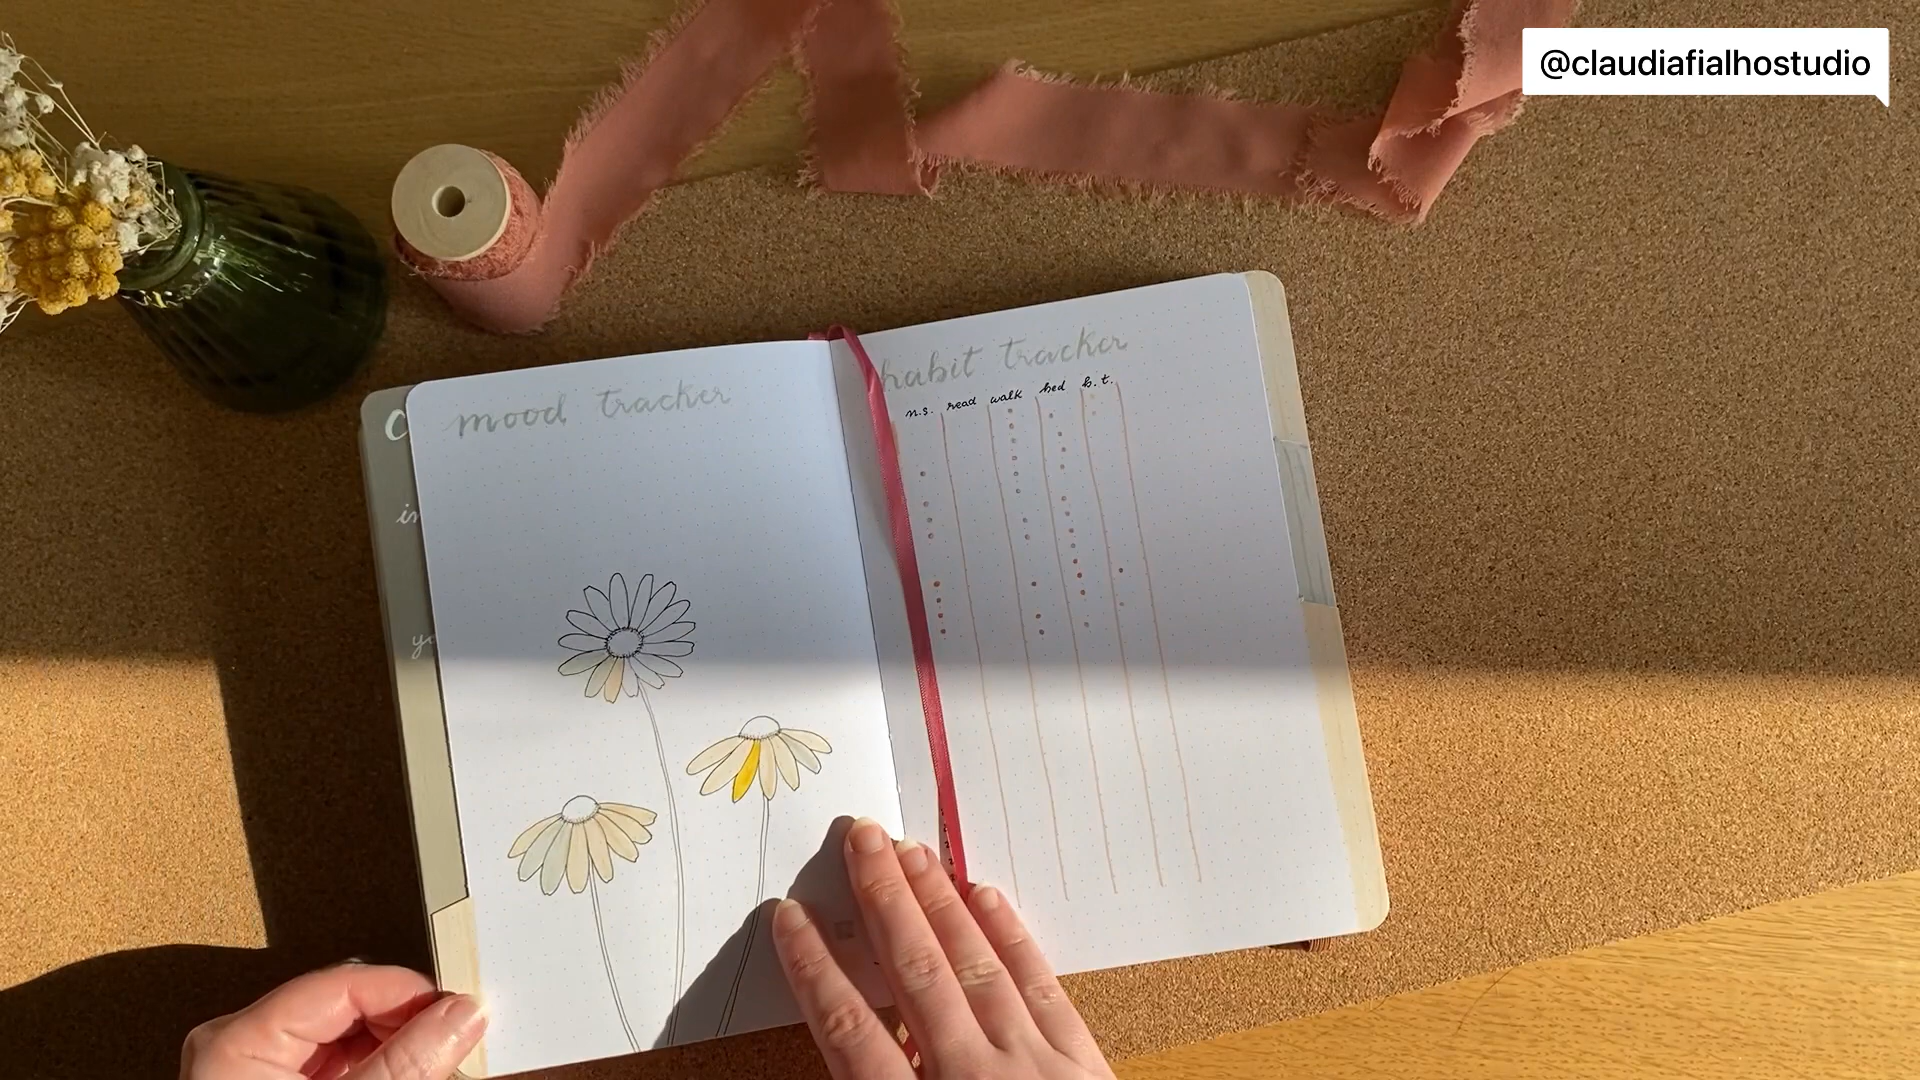 @claudiafialhostudio
mood tracker
habit tracker
n.s. read walk bed b.t.